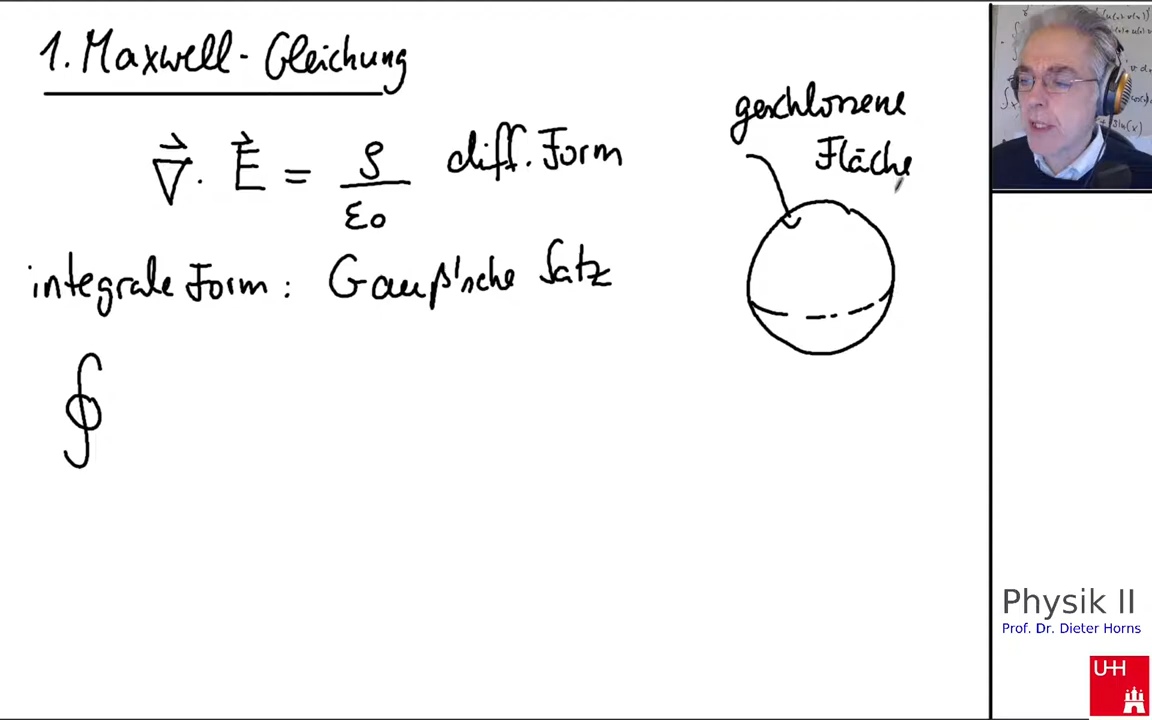 1. Maxwell-Gleichung
∇⃗ · E⃗ = ρ / ε0 diff. Form
geschlossene
Fläche
integrale Form: Gauß'sche Satz
∮
Physik II
Prof. Dr. Dieter Horns
UH